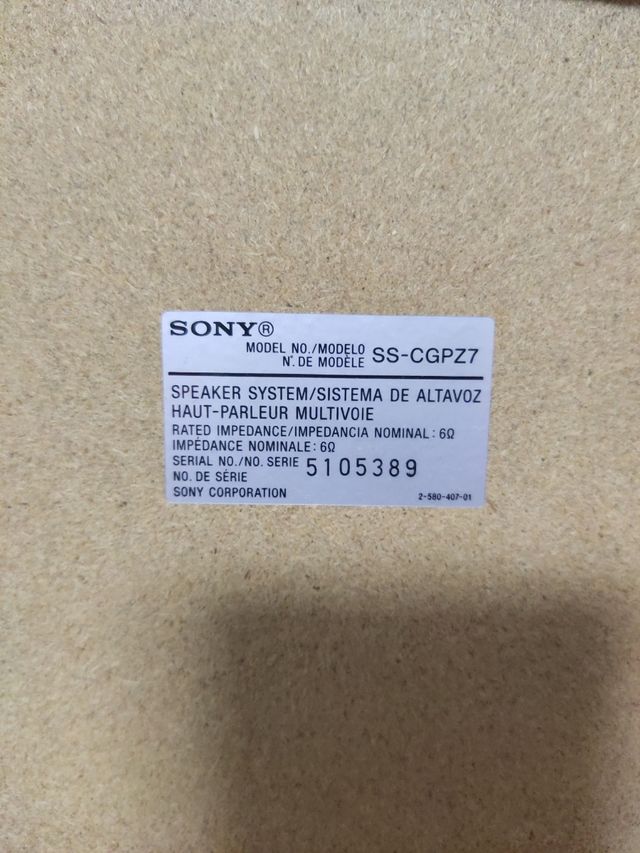 SONY®
MODEL NO./MODELO
N°. DE MODÈLE SS-CGPZ7
SPEAKER SYSTEM/SISTEMA DE ALTAVOZ
HAUT-PARLEUR MULTIVOIE
RATED IMPEDANCE/IMPEDANCIA NOMINAL: 6Ω
IMPÉDANCE NOMINALE: 6Ω
SERIAL NO./NO. SERIE 5105389
NO. DE SÉRIE
SONY CORPORATION 2-580-407-01